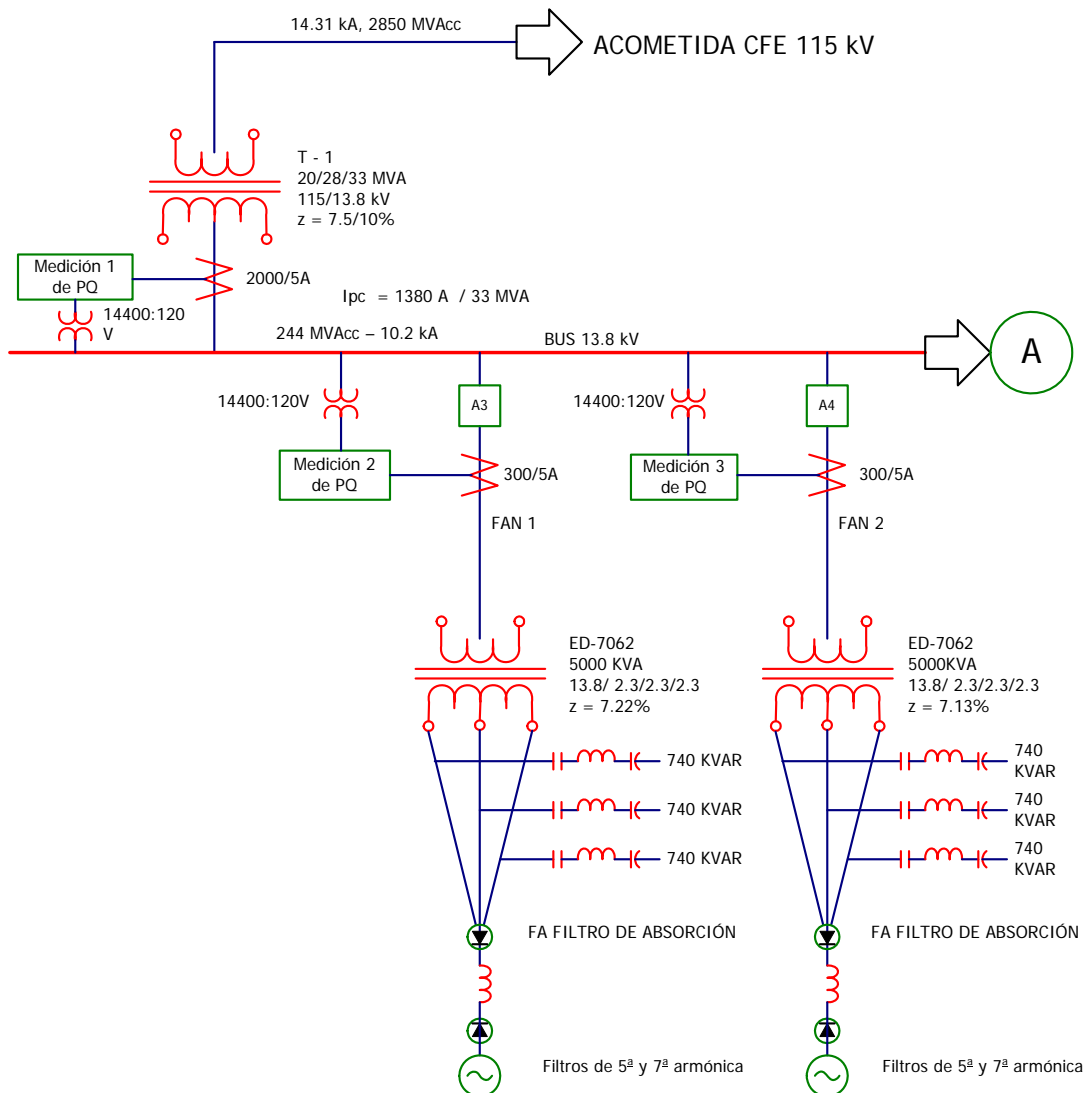 14.31 kA, 2850 MVAcc
ACOMETIDA CFE 115 kV
T - 1
20/28/33 MVA
115/13.8 kV
z = 7.5/10%
Medición 1
de PQ
2000/5A
14400:120
V
Ipc = 1380 A / 33 MVA
244 MVAcc – 10.2 kA
BUS 13.8 kV
A
14400:120V
A3
14400:120V
A4
Medición 2
de PQ
300/5A
Medición 3
de PQ
300/5A
FAN 1
FAN 2
ED-7062
5000 KVA
13.8/ 2.3/2.3/2.3
z = 7.22%
ED-7062
5000KVA
13.8/ 2.3/2.3/2.3
z = 7.13%
740 KVAR
740 KVAR
740 KVAR
740
KVAR
740
KVAR
740
KVAR
FA FILTRO DE ABSORCIÓN
FA FILTRO DE ABSORCIÓN
Filtros de 5ª y 7ª armónica
Filtros de 5ª y 7ª armónica